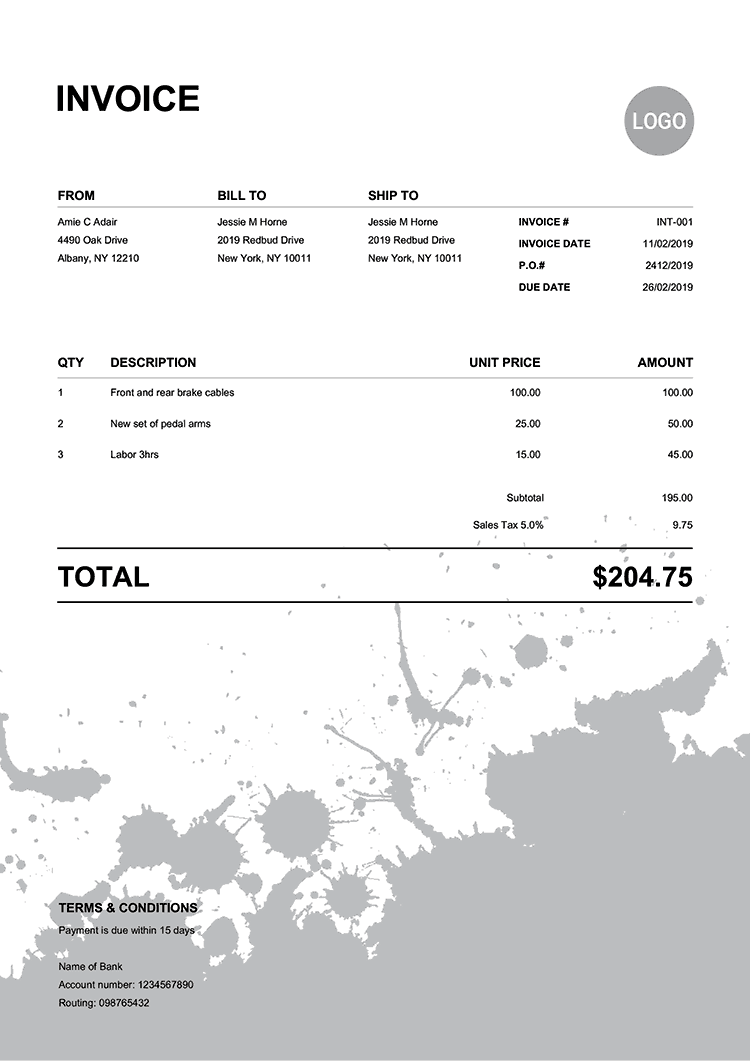 INVOICE
LOGO
FROM BILL TO SHIP TO
Amie C Adair Jessie M Horne Jessie M Horne INVOICE # INT-001
4490 Oak Drive 2019 Redbud Drive 2019 Redbud Drive INVOICE DATE 11/02/2019
Albany, NY 12210 New York, NY 10011 New York, NY 10011 P.O.# 2412/2019
DUE DATE 26/02/2019
QTY DESCRIPTION UNIT PRICE AMOUNT
1 Front and rear brake cables 100.00 100.00
2 New set of pedal arms 25.00 50.00
3 Labor 3hrs 15.00 45.00
Subtotal 195.00
Sales Tax 5.0% 9.75
TOTAL $204.75
TERMS & CONDITIONS
Payment is due within 15 days
Name of Bank
Account number: 1234567890
Routing: 098765432